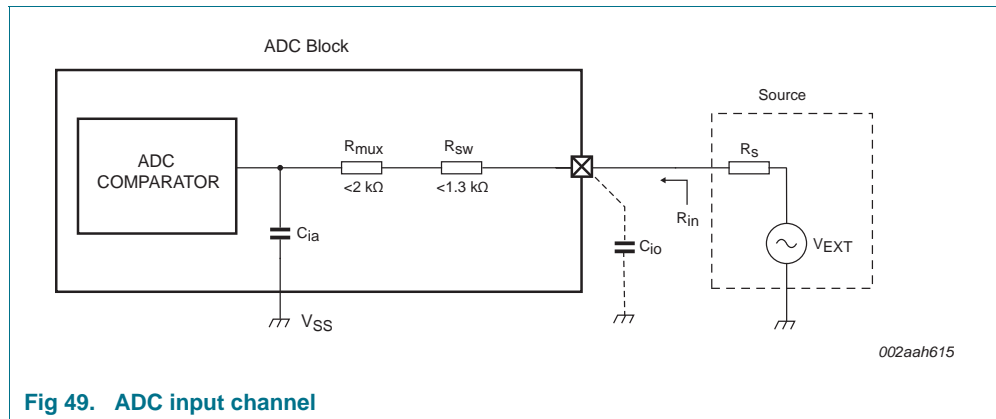 ADC Block
Source
ADC
COMPARATOR
Rmux
<2 kΩ
Rsw
<1.3 kΩ
Cia
VSS
Cio
Rin
RS
VEXT
002aah615
Fig 49. ADC input channel